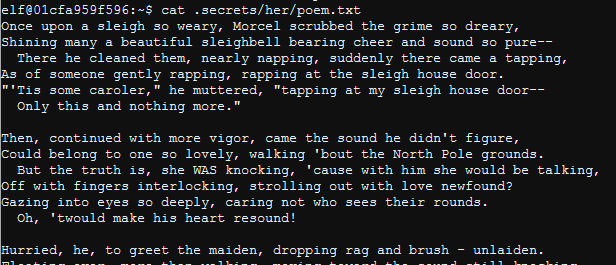 elf@01cfa959f596:~$ cat .secrets/her/poem.txt
Once upon a sleigh so weary, Morcel scrubbed the grime so dreary,
Shining many a beautiful sleighbell bearing cheer and sound so pure--
  There he cleaned them, nearly napping, suddenly there came a tapping,
As of someone gently rapping, rapping at the sleigh house door.
"'Tis some caroler," he muttered, "tapping at my sleigh house door--
  Only this and nothing more."

Then, continued with more vigor, came the sound he didn't figure,
Could belong to one so lovely, walking 'bout the North Pole grounds.
  But the truth is, she WAS knocking, 'cause with him she would be talking,
Off with fingers interlocking, strolling out with love newfound?
Gazing into eyes so deeply, caring not who sees their rounds.
  Oh, 'twould make his heart resound!

Hurried, he, to greet the maiden, dropping rag and brush - unlaiden.